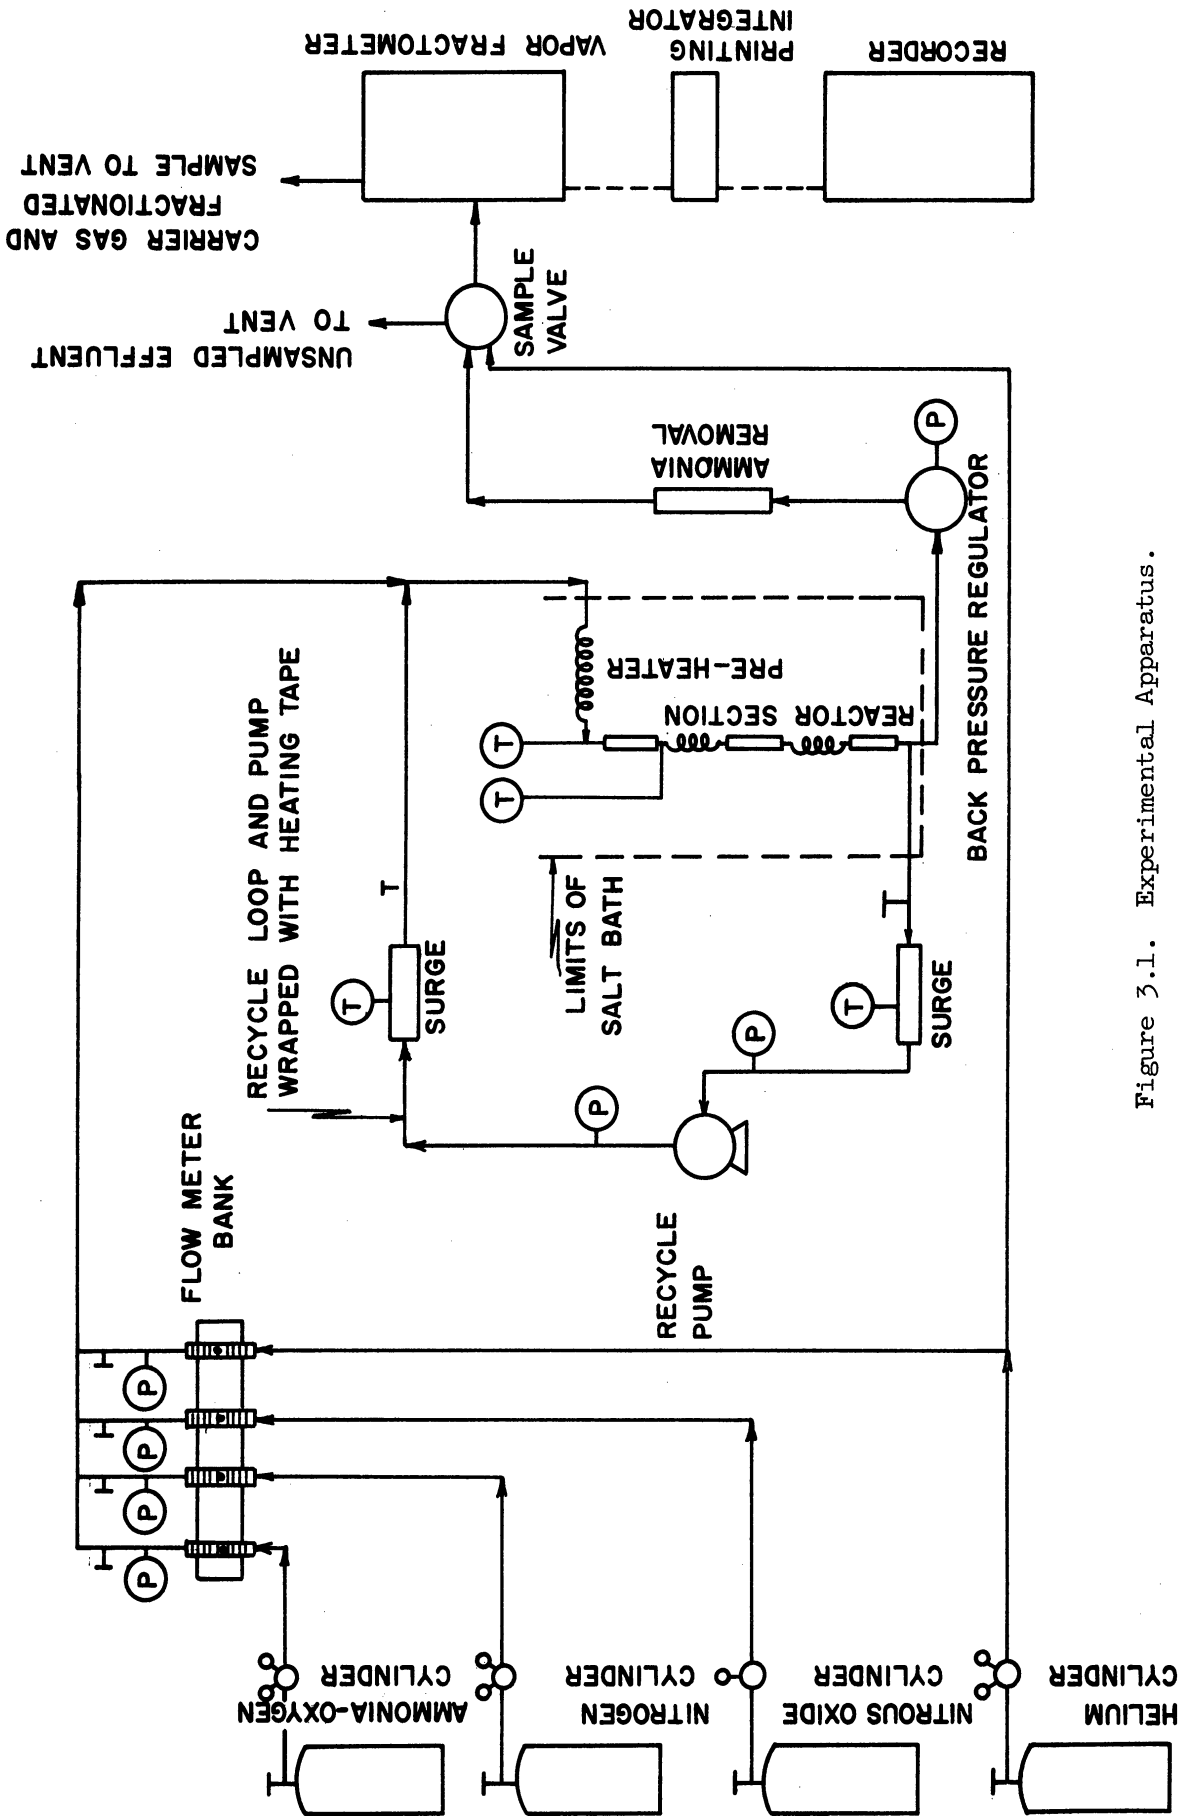 VAPOR FRACTOMETER
PRINTING
INTEGRATOR
RECORDER
CARRIER GAS AND
FRACTIONATED
SAMPLE TO VENT
UNSAMPLED EFFLUENT
TO VENT
SAMPLE
VALVE
AMMONIA
REMOVAL
P
BACK PRESSURE REGULATOR
RECYCLE LOOP AND PUMP
WRAPPED WITH HEATING TAPE
PRE-HEATER
REACTOR SECTION
T
T
T
T
SURGE
LIMITS OF
SALT BATH
T
T
SURGE
P
P
RECYCLE
PUMP
FLOW METER
BANK
P
P
P
P
AMMONIA-OXYGEN
CYLINDER
NITROGEN
CYLINDER
NITROUS OXIDE
CYLINDER
HELIUM
CYLINDER
Figure 3.1. Experimental Apparatus.